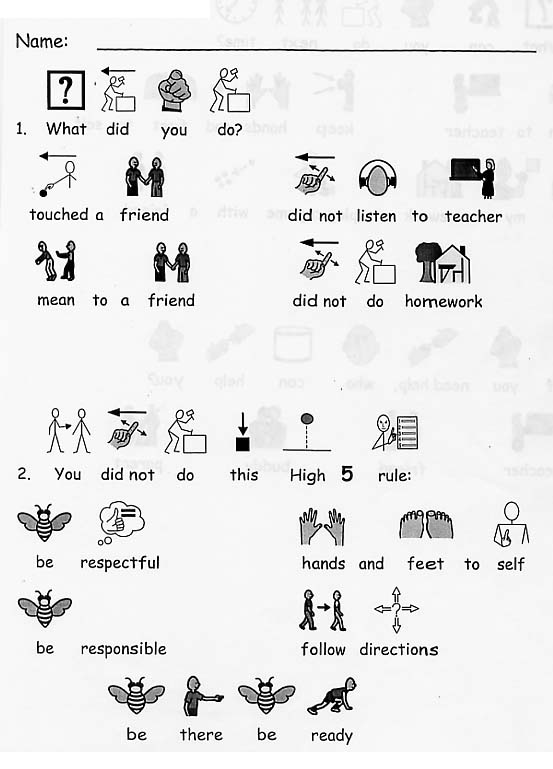 Name:
?
1. What did you do?
touched a friend
did not listen to teacher
mean to a friend
did not do homework
2. You did not do this High 5 rule:
be respectful
hands and feet to self
?
be responsible
follow directions
be there be ready